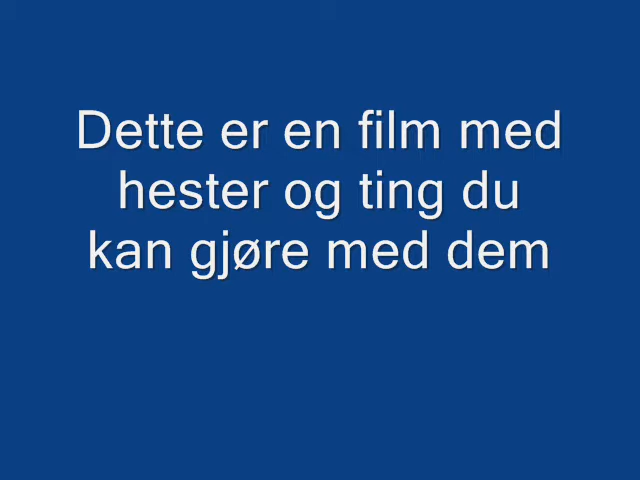 Dette er en film med
hester og ting du
kan gjøre med dem